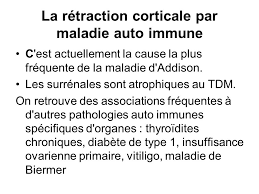 La rétraction corticale par
maladie auto immune
• C'est actuellement la cause la plus
fréquente de la maladie d'Addison.
• Les surrénales sont atrophiques au TDM.
On retrouve des associations fréquentes à
d'autres pathologies auto immunes
spécifiques d'organes : thyroïdites
chroniques, diabète de type 1, insuffisance
ovarienne primaire, vitiligo, maladie de
Biermer